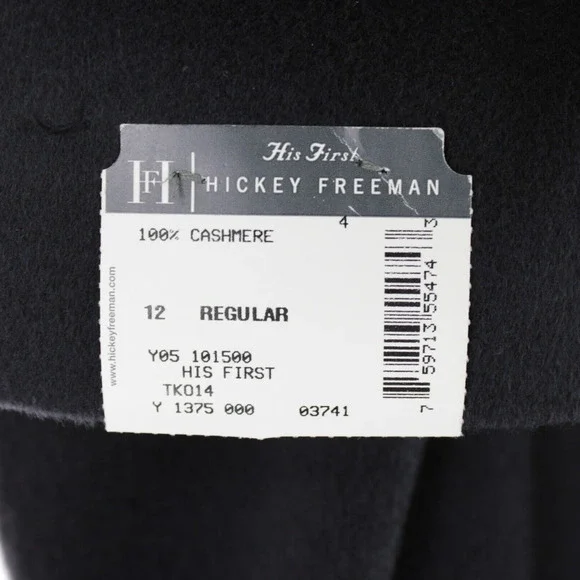 His First
HF HICKEY FREEMAN
100% CASHMERE
4
12 REGULAR
Y05 101500
HIS FIRST
TK014
Y 1375 000 03741
www.hickeyfreeman.com
7 59713 55474 3